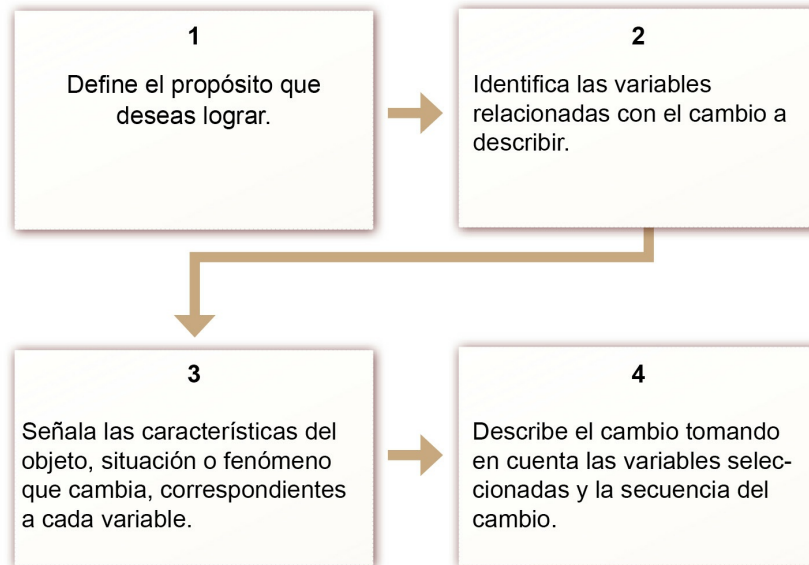 1
Define el propósito que
deseas lograr.
2
Identifica las variables
relacionadas con el cambio a
describir.
3
Señala las características del
objeto, situación o fenómeno
que cambia, correspondientes
a cada variable.
4
Describe el cambio tomando
en cuenta las variables selec-
cionadas y la secuencia del
cambio.